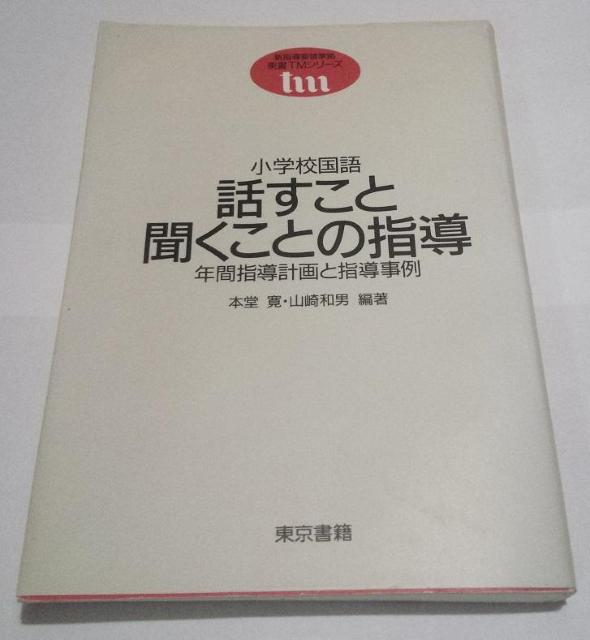 新指導要領準拠
東書TMシリーズ
tm
小学校国語
話すこと
聞くことの指導
年間指導計画と指導事例
本堂 寛・山崎和男 編著
東京書籍